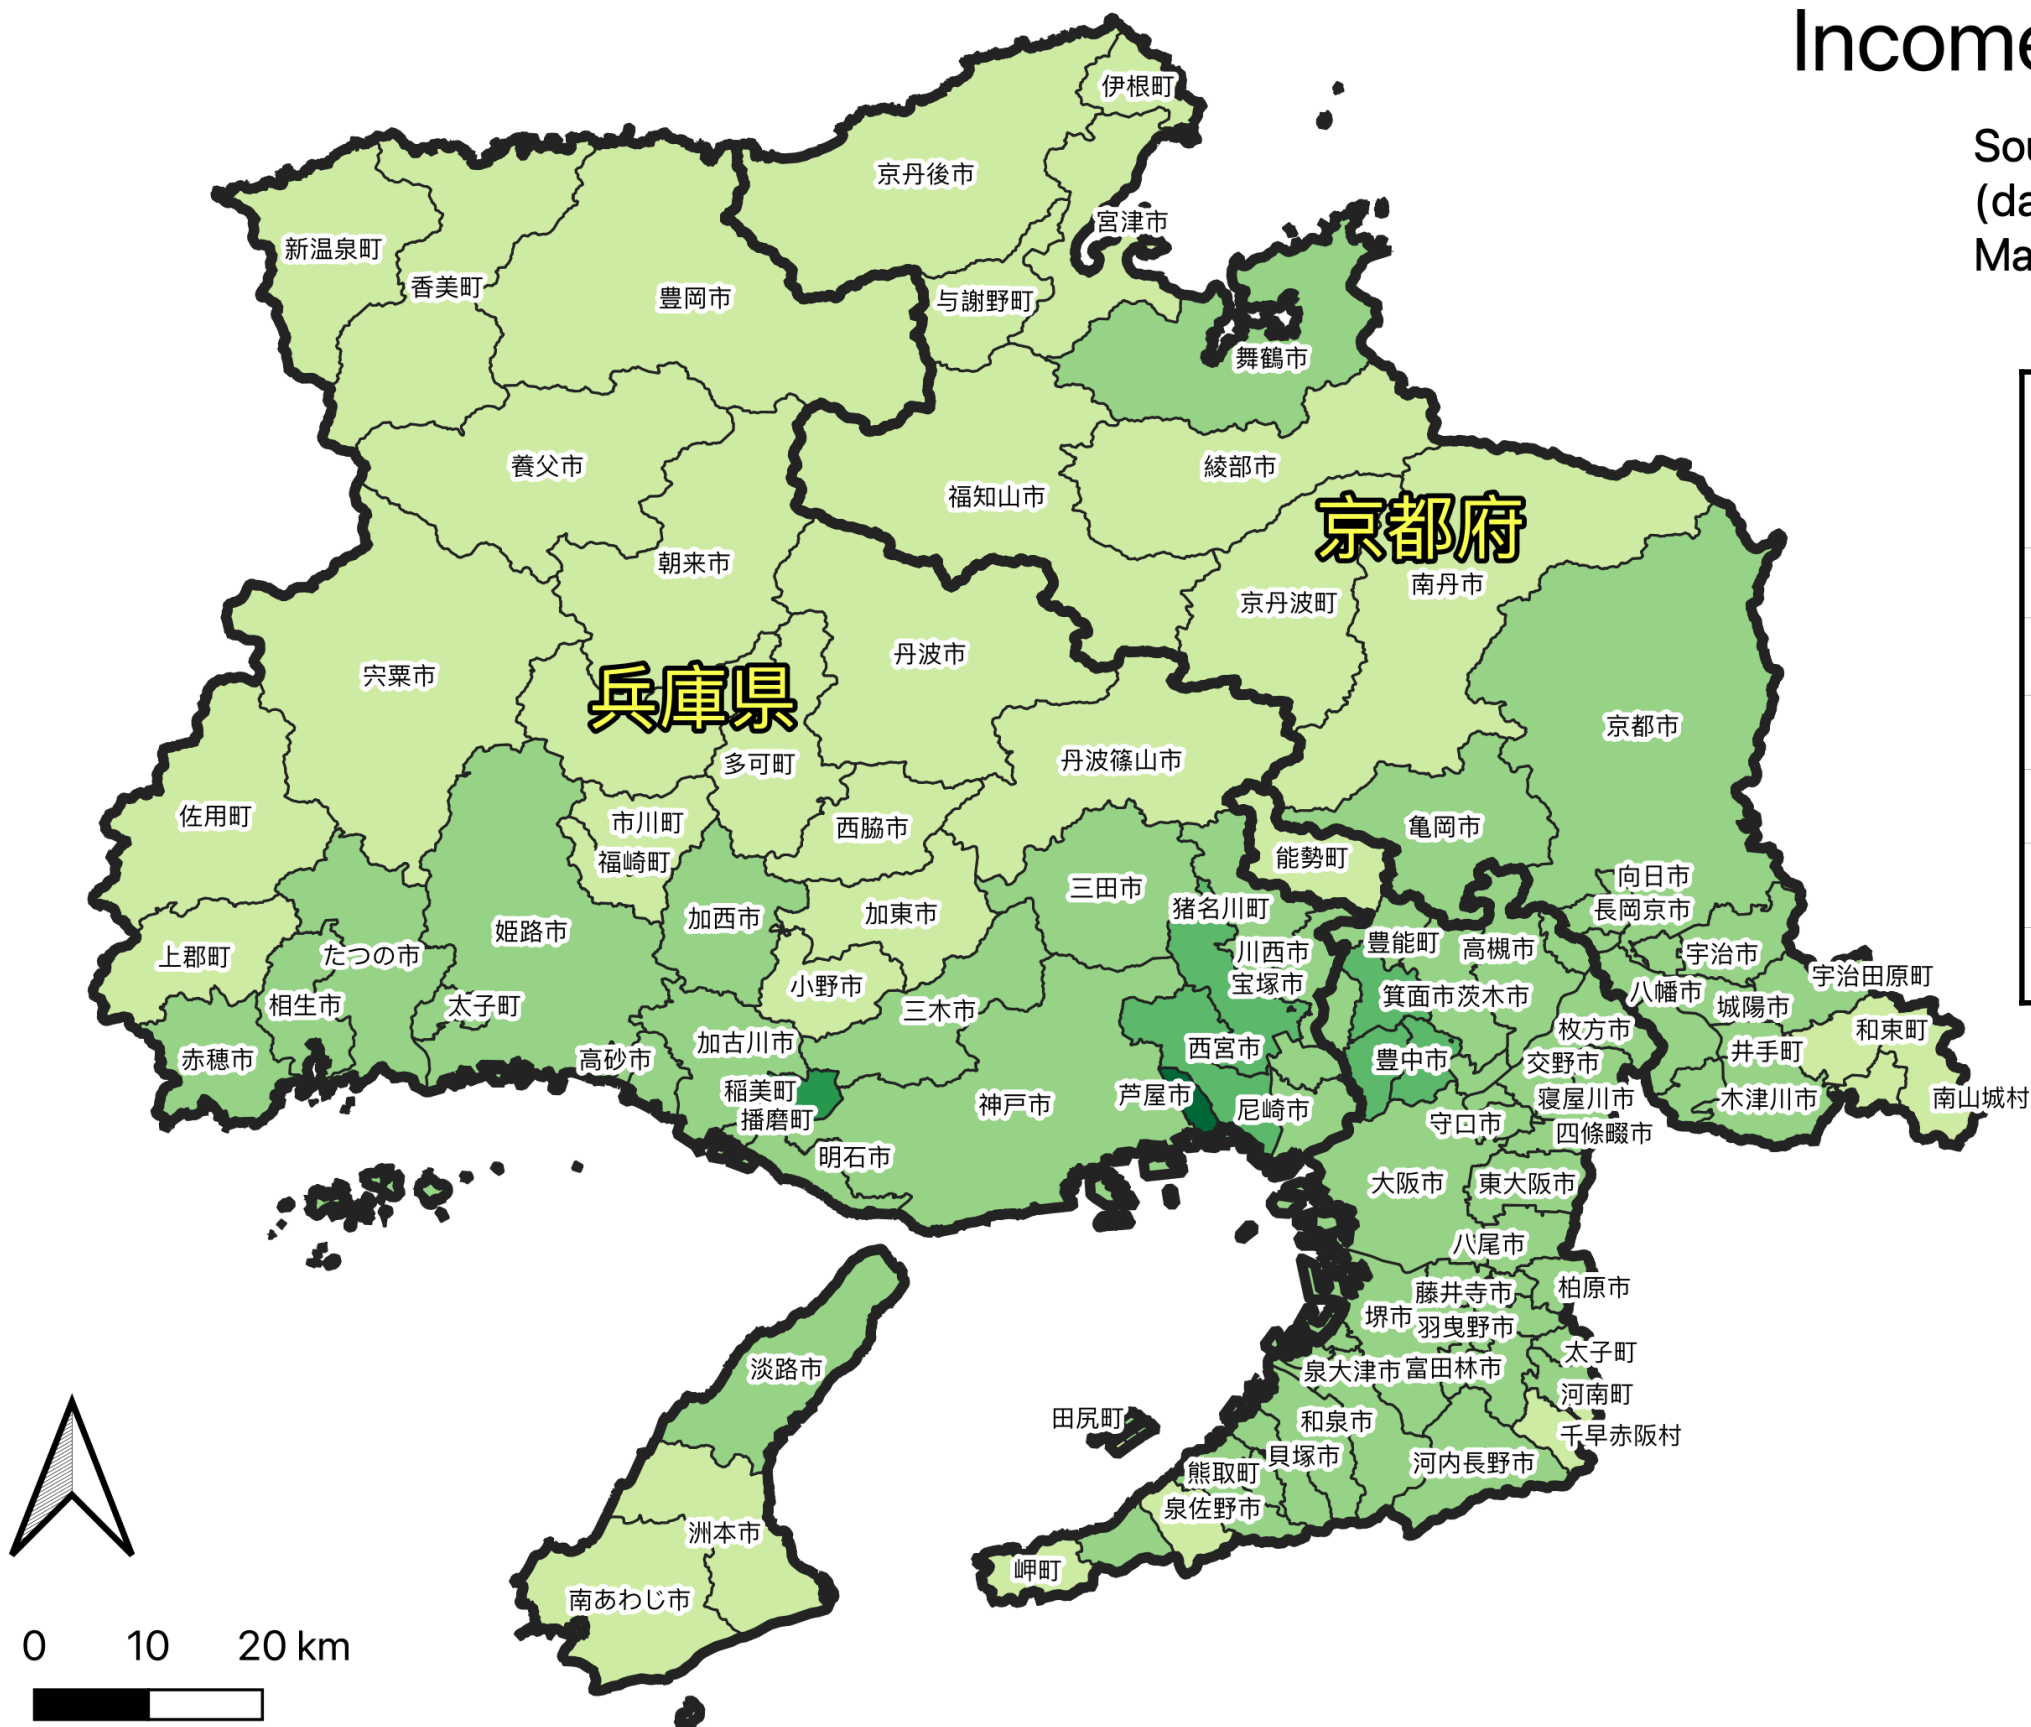 Income
Sou
(da
Ma
伊根町
京丹後市
宮津市
新温泉町
香美町
豊岡市
与謝野町
舞鶴市
養父市
福知山市
綾部市
京都府
朝来市
京丹波町
南丹市
宍粟市
兵庫県
丹波市
京都市
多可町
丹波篠山市
佐用町
市川町
西脇市
亀岡市
福崎町
能勢町
三田市
向日市
姫路市
加西市
加東市
猪名川町
長岡京市
上郡町
たつの市
川西市
豊能町
高槻市
宇治市
相生市
太子町
小野市
三木市
宝塚市
箕面市
茨木市
八幡市
城陽市
宇治田原町
赤穂市
高砂市
加古川市
西宮市
豊中市
枚方市
交野市
井手町
和束町
稲美町
播磨町
神戸市
芦屋市
尼崎市
守口市
寝屋川市
木津川市
南山城村
明石市
四條畷市
大阪市
東大阪市
八尾市
藤井寺市
柏原市
堺市
羽曳野市
淡路市
泉大津市
富田林市
太子町
河南町
田尻町
和泉市
千早赤阪村
熊取町
貝塚市
河内長野市
泉佐野市
洲本市
岬町
南あわじ市
0 10 20 km